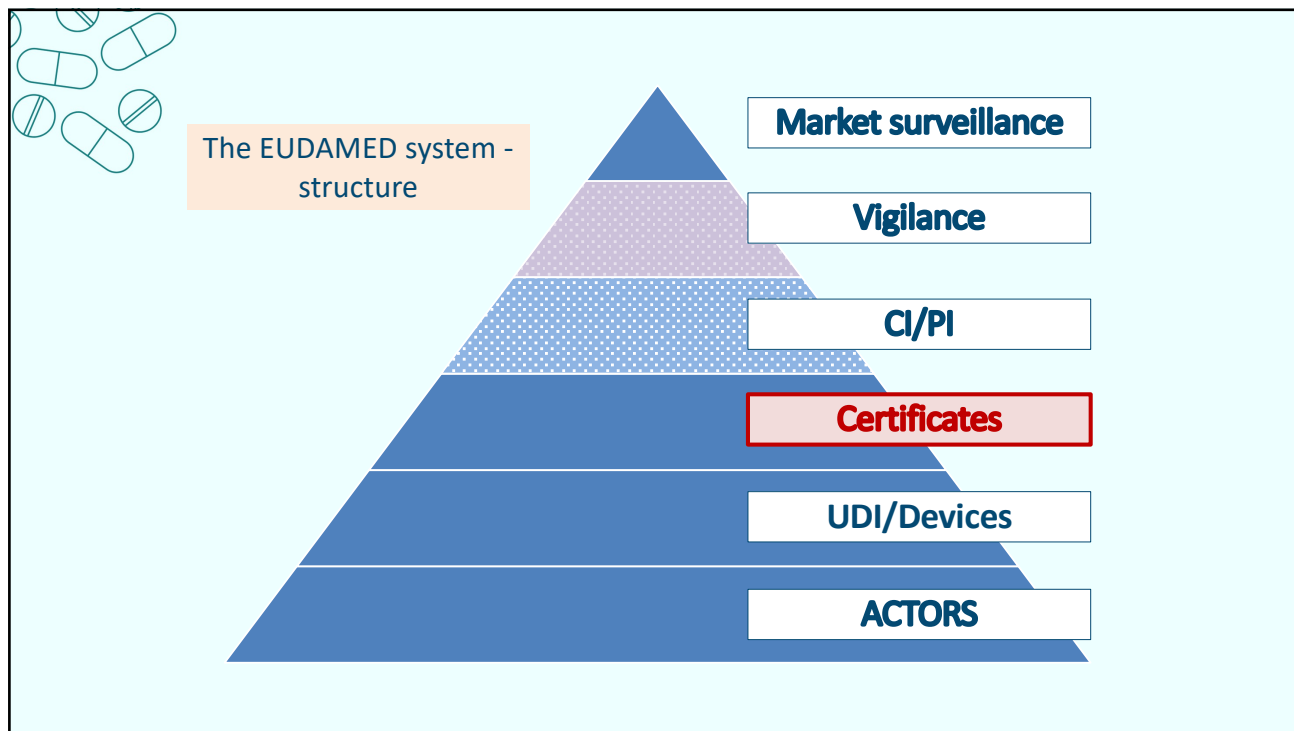 The EUDAMED system -
structure
Market surveillance
Vigilance
CI/PI
Certificates
UDI/Devices
ACTORS